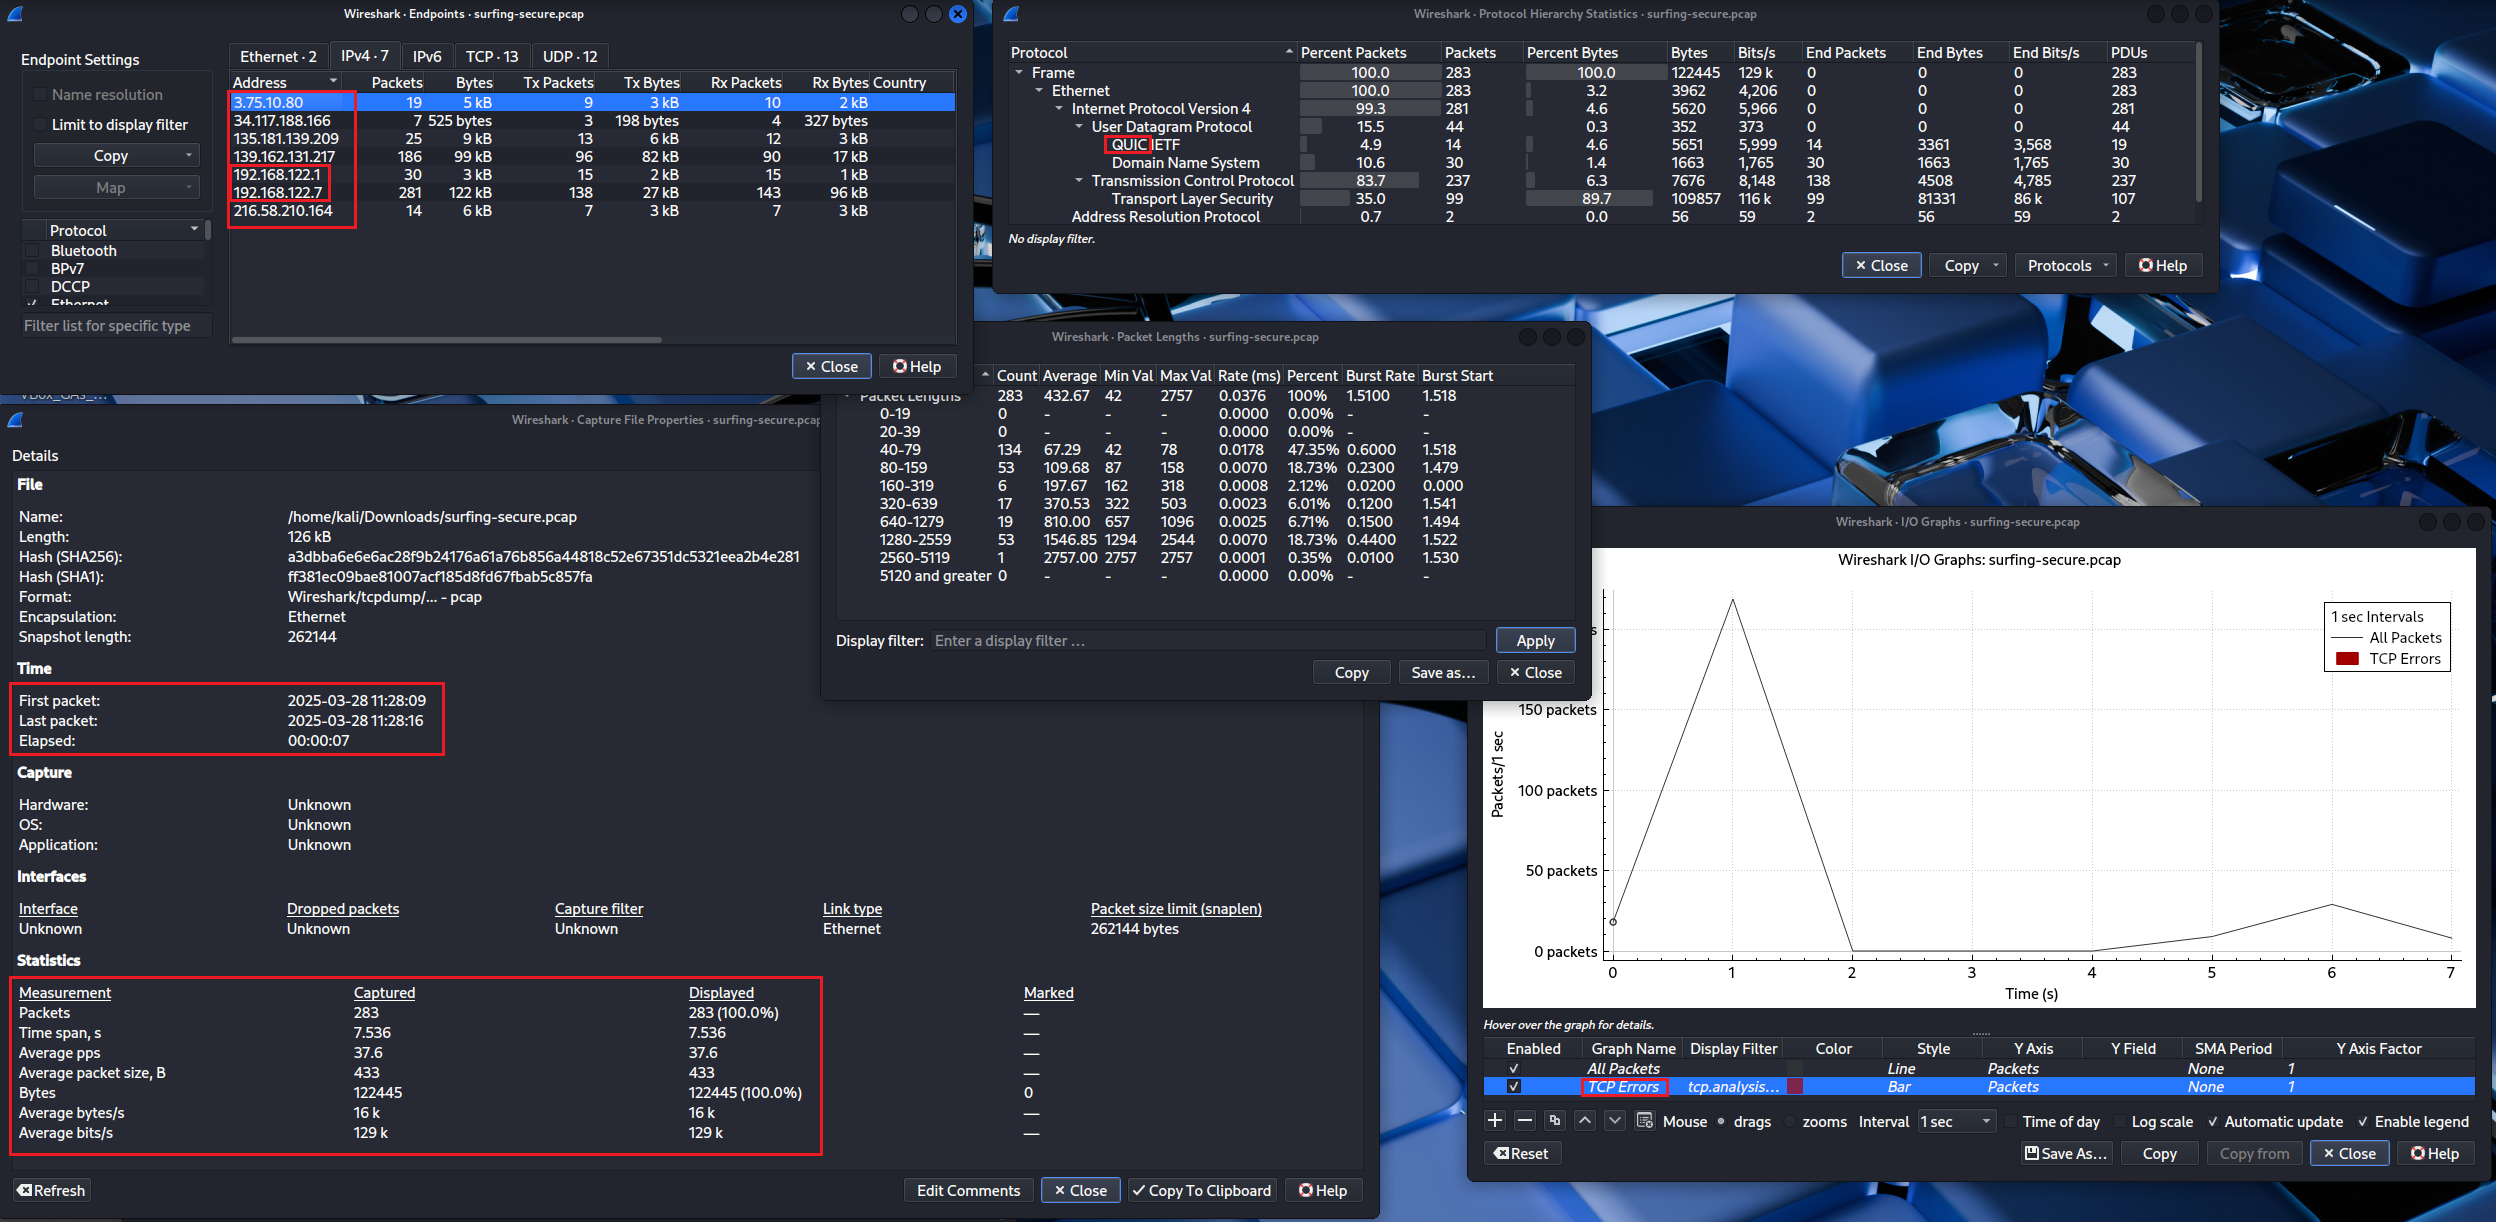 Wireshark · Endpoints · surfing-secure.pcap
Endpoint Settings
Name resolution
Limit to display filter
Copy
Map
Protocol
Bluetooth
BPv7
DCCP
Ethernet
Filter list for specific type
Ethernet · 2 IPv4 · 7 IPv6 TCP · 13 UDP · 12
Address Packets Bytes Tx Packets Tx Bytes Rx Packets Rx Bytes Country
3.75.10.80 19 5 kB 9 3 kB 10 2 kB
34.117.188.166 7 525 bytes 3 198 bytes 4 327 bytes
135.181.139.209 25 9 kB 13 6 kB 12 3 kB
139.162.131.217 186 99 kB 96 82 kB 90 17 kB
192.168.122.1 30 3 kB 15 2 kB 15 1 kB
192.168.122.7 281 122 kB 138 27 kB 143 96 kB
216.58.210.164 14 6 kB 7 3 kB 7 3 kB
Close Help
Wireshark · Protocol Hierarchy Statistics · surfing-secure.pcap
Protocol Percent Packets Packets Percent Bytes Bytes Bits/s End Packets End Bytes End Bits/s PDUs
Frame 100.0 283 100.0 122445 129 k 0 0 0 283
Ethernet 100.0 283 3.2 3962 4,206 0 0 0 283
Internet Protocol Version 4 99.3 281 4.6 5620 5,966 0 0 0 281
User Datagram Protocol 15.5 44 0.3 352 373 0 0 0 44
QUIC IETF 4.9 14 4.6 5651 5,999 14 3361 3,568 19
Domain Name System 10.6 30 1.4 1663 1,765 30 1663 1,765 30
Transmission Control Protocol 83.7 237 6.3 7676 8,148 138 4508 4,785 237
Transport Layer Security 35.0 99 89.7 109857 116 k 99 81331 86 k 107
Address Resolution Protocol 0.7 2 0.0 56 59 2 56 59 2
No display filter.
Close Copy Protocols Help
Wireshark · Packet Lengths · surfing-secure.pcap
Count Average Min Val Max Val Rate (ms) Percent Burst Rate Burst Start
Packet Lengths 283 432.67 42 2757 0.0376 100% 1.5100 1.518
0-19 0 - - - 0.0000 0.00% - -
20-39 0 - - - 0.0000 0.00% - -
40-79 134 67.29 42 78 0.0178 47.35% 0.6000 1.518
80-159 53 109.68 87 158 0.0070 18.73% 0.2300 1.479
160-319 6 197.67 162 318 0.0008 2.12% 0.0200 0.000
320-639 17 370.53 322 503 0.0023 6.01% 0.1200 1.541
640-1279 19 810.00 657 1096 0.0025 6.71% 0.1500 1.494
1280-2559 53 1546.85 1294 2544 0.0070 18.73% 0.4400 1.522
2560-5119 1 2757.00 2757 2757 0.0001 0.35% 0.0100 1.530
5120 and greater 0 - - - 0.0000 0.00% - -
Display filter: Enter a display filter … Apply
Copy Save as… Close
Wireshark · Capture File Properties · surfing-secure.pcap
Details
File
Name: /home/kali/Downloads/surfing-secure.pcap
Length: 126 kB
Hash (SHA256): a3dbba6e6e6ac28f9b24176a61a76b856a44818c52e67351dc5321eea2b4e281
Hash (SHA1): ff381ec09bae81007acf185d8fd67fbab5c857fa
Format: Wireshark/tcpdump/... - pcap
Encapsulation: Ethernet
Snapshot length: 262144
Time
First packet: 2025-03-28 11:28:09
Last packet: 2025-03-28 11:28:16
Elapsed: 00:00:07
Capture
Hardware: Unknown
OS: Unknown
Application: Unknown
Interfaces
Interface Dropped packets Capture filter Link type Packet size limit (snaplen)
Unknown Unknown Unknown Ethernet 262144 bytes
Statistics
Measurement Captured Displayed Marked
Packets 283 283 (100.0%) —
Time span, s 7.536 7.536 —
Average pps 37.6 37.6 —
Average packet size, B 433 433 —
Bytes 122445 122445 (100.0%) 0
Average bytes/s 16 k 16 k —
Average bits/s 129 k 129 k —
Refresh Edit Comments Close Copy To Clipboard Help
Wireshark · I/O Graphs · surfing-secure.pcap
Wireshark I/O Graphs: surfing-secure.pcap
1 sec Intervals
All Packets
TCP Errors
Packets/1 sec
150 packets
100 packets
50 packets
0 packets
0 1 2 3 4 5 6 7
Time (s)
Hover over the graph for details.
Enabled Graph Name Display Filter Color Style Y Axis Y Field SMA Period Y Axis Factor
All Packets Line Packets None 1
TCP Errors tcp.analysis... Bar Packets None 1
Mouse drags zooms Interval 1 sec Time of day Log scale Automatic update Enable legend
Reset Save As… Copy Copy from Close Help